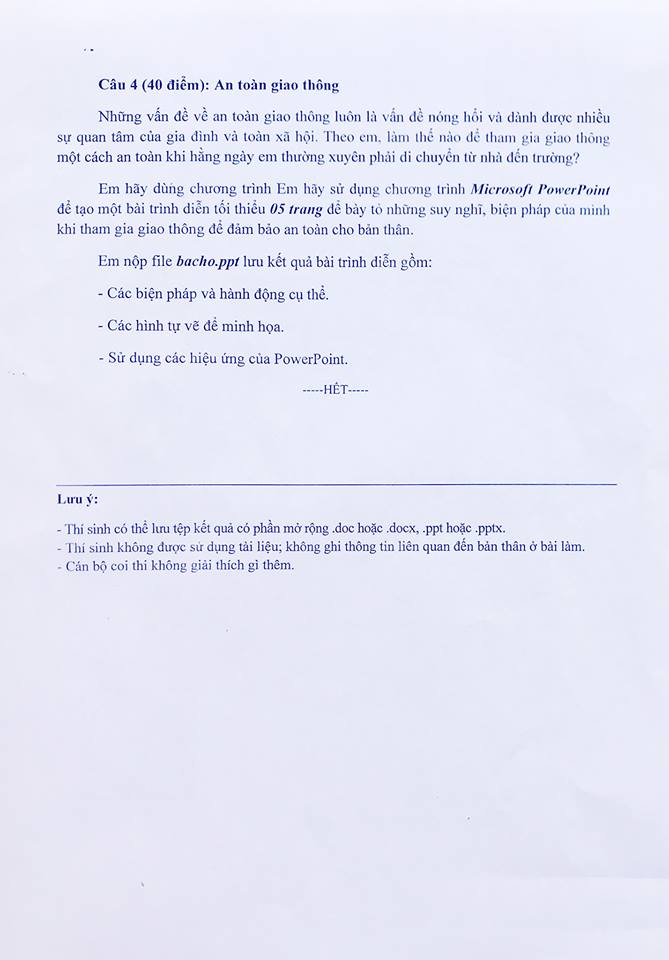 Câu 4 (40 điểm): An toàn giao thông
Những vấn đề về an toàn giao thông luôn là vấn đề nóng hổi và dành được nhiều
sự quan tâm của gia đình và toàn xã hội. Theo em, làm thế nào để tham gia giao thông
một cách an toàn khi hằng ngày em thường xuyên phải di chuyển từ nhà đến trường?
Em hãy dùng chương trình Em hãy sử dụng chương trình Microsoft PowerPoint
để tạo một bài trình diễn tối thiểu 05 trang để bày tỏ những suy nghĩ, biện pháp của mình
khi tham gia giao thông để đảm bảo an toàn cho bản thân.
Em nộp file bacho.ppt lưu kết quả bài trình diễn gồm:
- Các biện pháp và hành động cụ thể.
- Các hình tự vẽ để minh họa.
- Sử dụng các hiệu ứng của PowerPoint.
-----HẾT-----
Lưu ý:
- Thí sinh có thể lưu tệp kết quả có phần mở rộng .doc hoặc .docx, .ppt hoặc .pptx.
- Thí sinh không được sử dụng tài liệu; không ghi thông tin liên quan đến bản thân ở bài làm.
- Cán bộ coi thi không giải thích gì thêm.